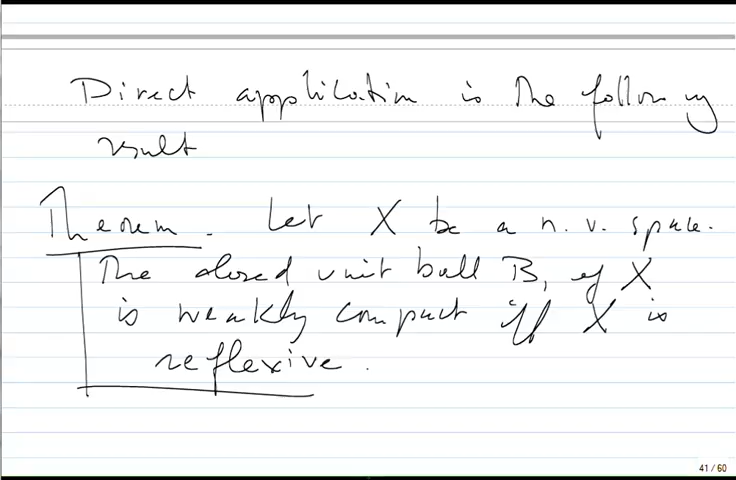 Direct application is the following
result
Theorem. Let X be a n. v. space.
The closed unit ball B, of X
is weakly compact iff X is
reflexive.
41 / 60